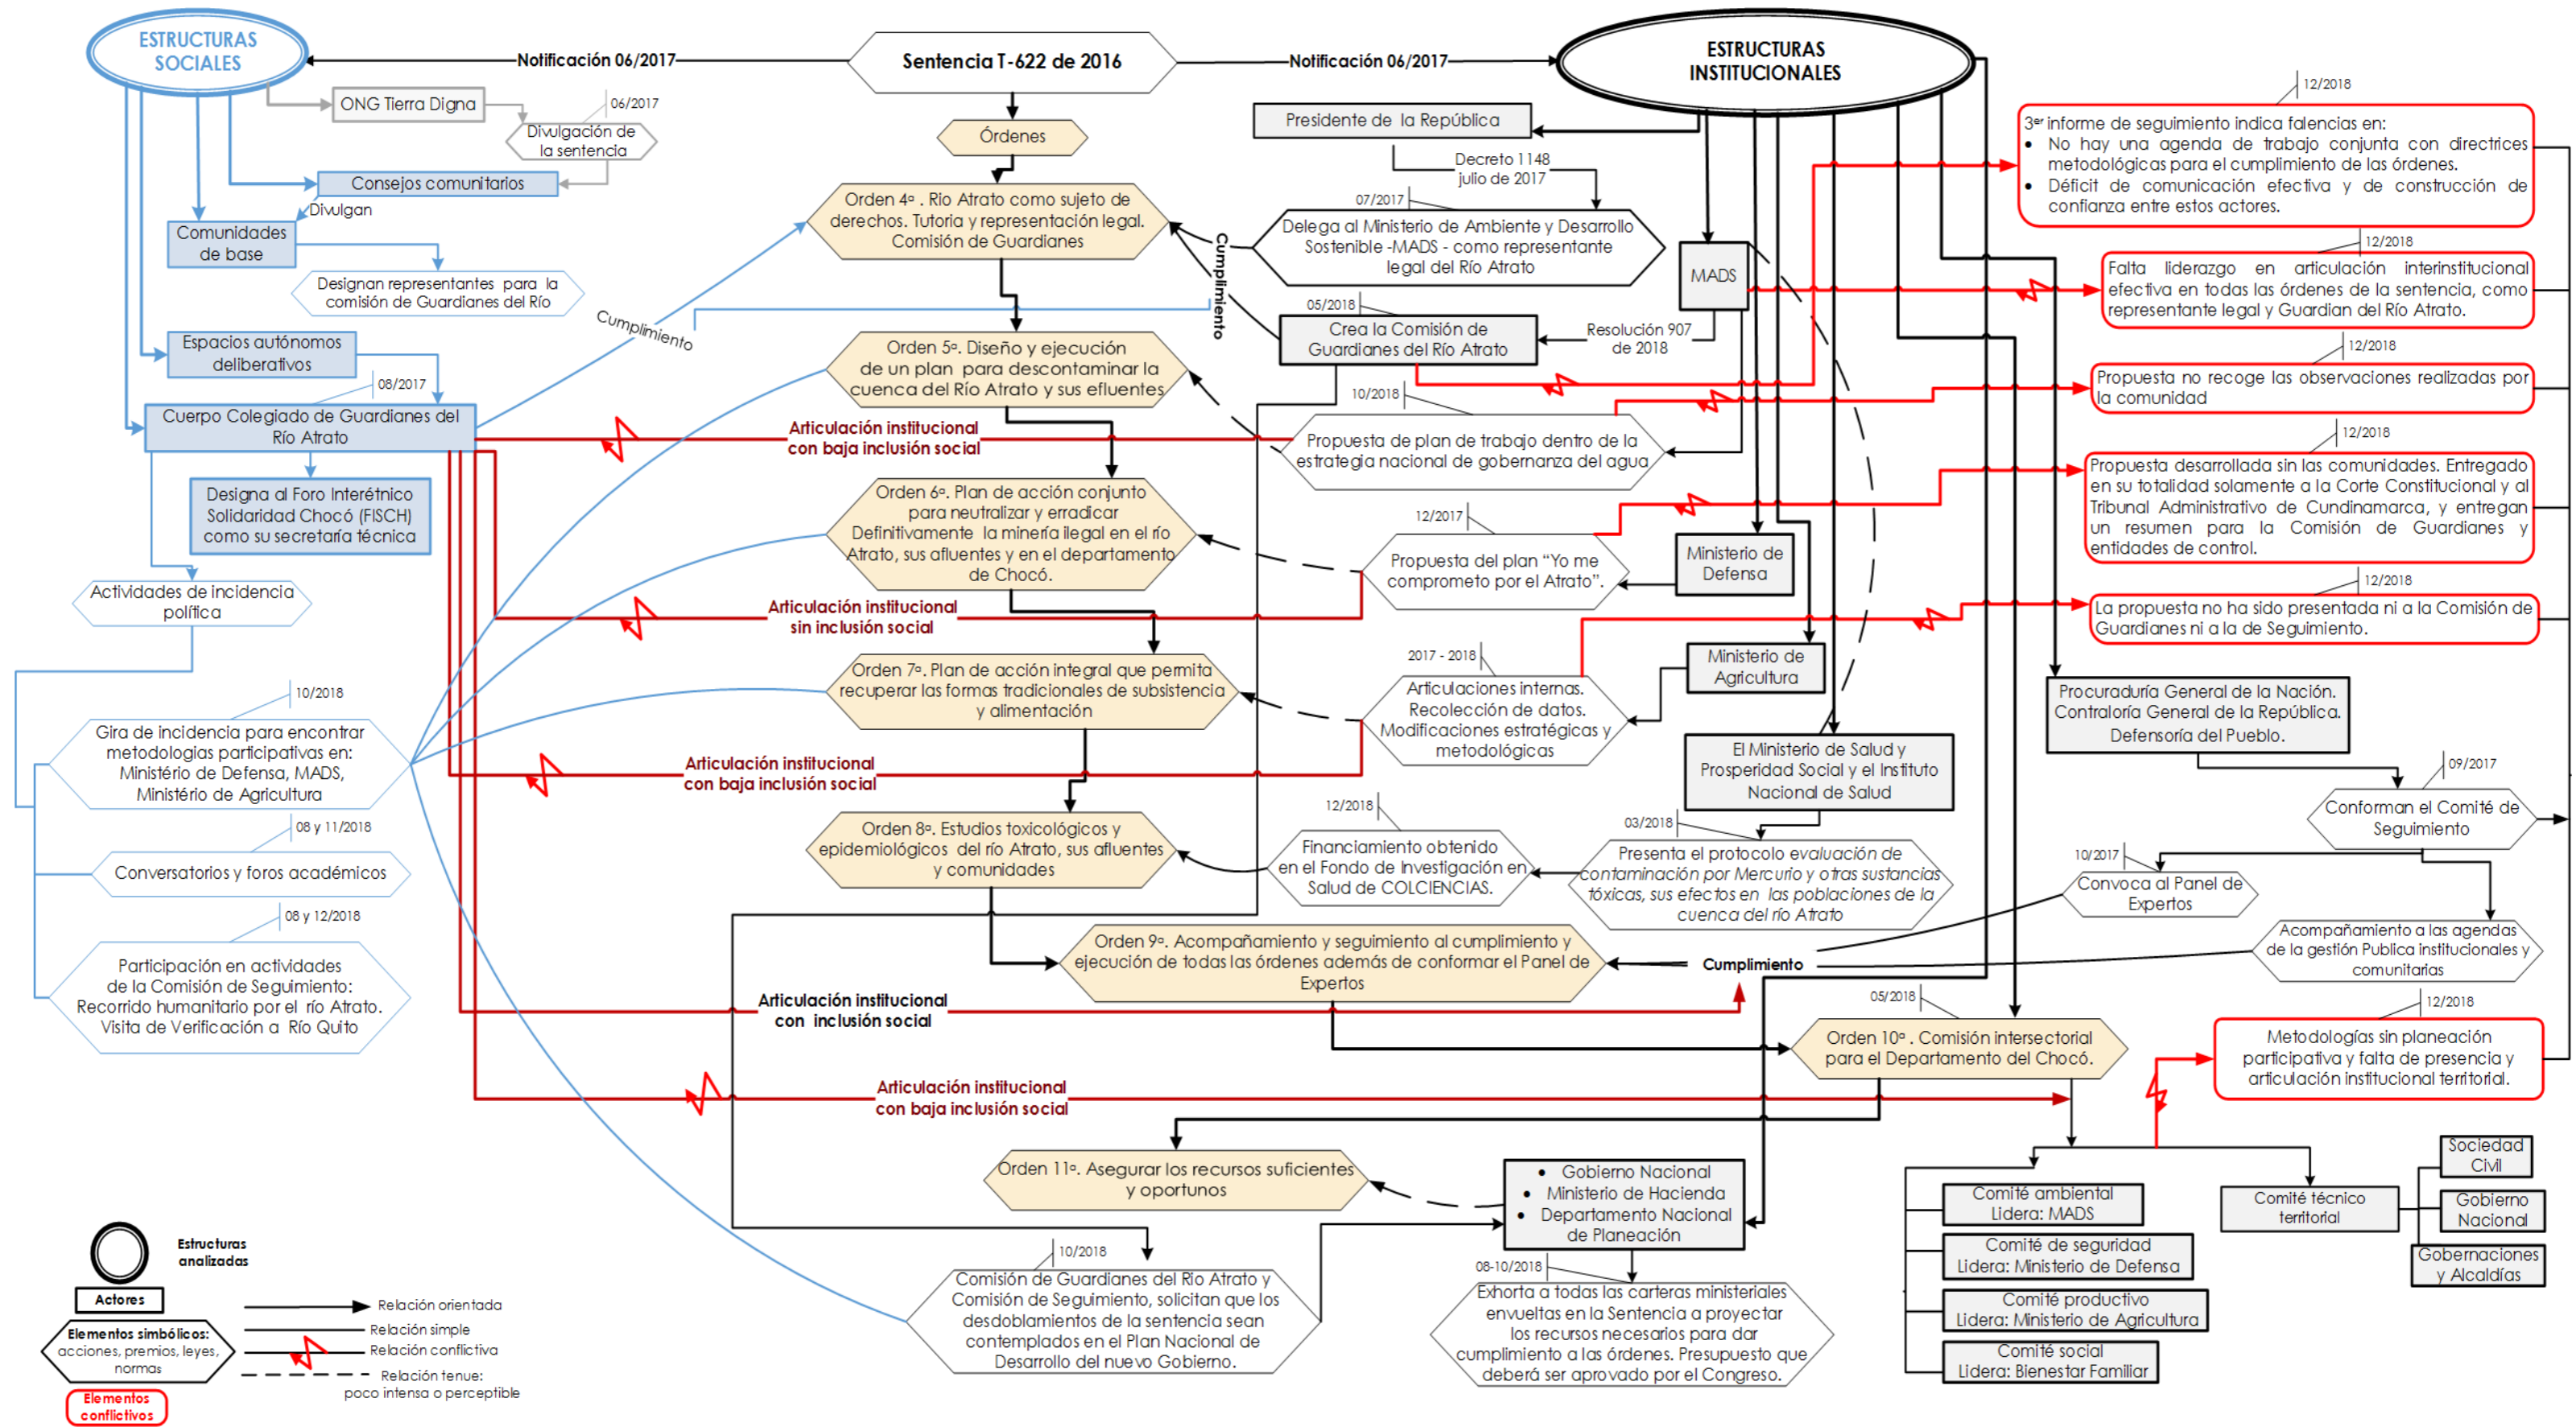 ESTRUCTURAS
SOCIALES
Notificación 06/2017
Sentencia T-622 de 2016
Notificación 06/2017
ESTRUCTURAS
INSTITUCIONALES
ONG Tierra Digna
06/2017
Divulgación de
la sentencia
Consejos comunitarios
Divulgan
Comunidades
de base
Designan representantes para la
comisión de Guardianes del Río
Espacios autónomos
deliberativos
08/2017
Cuerpo Colegiado de Guardianes del
Río Atrato
Designa al Foro Interétnico
Solidaridad Chocó (FISCH)
como su secretaría técnica
Actividades de incidencia
política
10/2018
Gira de incidencia para encontrar
metodologias participativas en:
Ministério de Defensa, MADS,
Ministério de Agricultura
08 y 11/2018
Conversatorios y foros académicos
08 y 12/2018
Participación en actividades
de la Comisión de Seguimiento:
Recorrido humanitario por el río Atrato.
Visita de Verificación a Río Quito
Órdenes
Orden 4ª . Rio Atrato como sujeto de
derechos. Tutoria y representación legal.
Comisión de Guardianes
Cumplimiento
Cumplimiento
Orden 5ª. Diseño y ejecución
de un plan para descontaminar la
cuenca del Río Atrato y sus efluentes
Articulación institucional
con baja inclusión social
Orden 6ª. Plan de acción conjunto
para neutralizar y erradicar
Definitivamente la minería ilegal en el río
Atrato, sus afluentes y en el departamento
de Chocó.
Articulación institucional
sin inclusión social
Orden 7ª. Plan de acción integral que permita
recuperar las formas tradicionales de subsistencia
y alimentación
Articulación institucional
con baja inclusión social
Orden 8ª. Estudios toxicológicos y
epidemiológicos del río Atrato, sus afluentes
y comunidades
Orden 9ª. Acompañamiento y seguimiento al cumplimiento y
ejecución de todas las órdenes además de conformar el Panel de
Expertos
Cumplimiento
Articulación institucional
con inclusión social
05/2018
Orden 10ª . Comisión intersectorial
para el Departamento del Chocó.
Articulación institucional
con baja inclusión social
Orden 11ª. Asegurar los recursos suficientes
y oportunos
Presidente de la República
Decreto 1148
julio de 2017
07/2017
Delega al Ministerio de Ambiente y Desarrollo
Sostenible -MADS - como representante
legal del Río Atrato
MADS
05/2018
Crea la Comisión de
Guardianes del Río Atrato
Resolución 907
de 2018
10/2018
Propuesta de plan de trabajo dentro de la
estrategia nacional de gobernanza del agua
12/2017
Propuesta del plan “Yo me
comprometo por el Atrato”.
Ministerio de
Defensa
2017 - 2018
Articulaciones internas.
Recolección de datos.
Modificaciones estratégicas y
metodológicas
Ministerio de
Agricultura
El Ministerio de Salud y
Prosperidad Social y el Instituto
Nacional de Salud
12/2018
Financiamiento obtenido
en el Fondo de Investigación en
Salud de COLCIENCIAS.
03/2018
Presenta el protocolo evaluación de
contaminación por Mercurio y otras sustancias
tóxicas, sus efectos en las poblaciones de la
cuenca del río Atrato
12/2018
3er informe de seguimiento indica falencias en:
• No hay una agenda de trabajo conjunta con directrices
metodológicas para el cumplimiento de las órdenes.
• Déficit de comunicación efectiva y de construcción de
confianza entre estos actores.
12/2018
Falta liderazgo en articulación interinstitucional
efectiva en todas las órdenes de la sentencia, como
representante legal y Guardian del Río Atrato.
12/2018
Propuesta no recoge las observaciones realizadas por
la comunidad
12/2018
Propuesta desarrollada sin las comunidades. Entregado
en su totalidad solamente a la Corte Constitucional y al
Tribunal Administrativo de Cundinamarca, y entregan
un resumen para la Comisión de Guardianes y
entidades de control.
12/2018
La propuesta no ha sido presentada ni a la Comisión de
Guardianes ni a la de Seguimiento.
Procuraduría General de la Nación.
Contraloría General de la República.
Defensoría del Pueblo.
09/2017
Conforman el Comité de
Seguimiento
10/2017
Convoca al Panel de
Expertos
Acompañamiento a las agendas
de la gestión Publica institucionales y
comunitarias
12/2018
Metodologías sin planeación
participativa y falta de presencia y
articulación institucional territorial.
Comité ambiental
Lidera: MADS
Comité de seguridad
Lidera: Ministerio de Defensa
Comité productivo
Lidera: Ministerio de Agricultura
Comité social
Lidera: Bienestar Familiar
Comité técnico
territorial
Sociedad
Civil
Gobierno
Nacional
Gobernaciones
y Alcaldías
• Gobierno Nacional
• Ministerio de Hacienda
• Departamento Nacional
de Planeación
10/2018
Comisión de Guardianes del Rio Atrato y
Comisión de Seguimiento, solicitan que los
desdoblamientos de la sentencia sean
contemplados en el Plan Nacional de
Desarrollo del nuevo Gobierno.
08-10/2018
Exhorta a todas las carteras ministeriales
envueltas en la Sentencia a proyectar
los recursos necesarios para dar
cumplimiento a las órdenes. Presupuesto que
deberá ser aprovado por el Congreso.
Estructuras
analizadas
Actores
Elementos simbólicos:
acciones, premios, leyes,
normas
Elementos
conflictivos
Relación orientada
Relación simple
Relación conflictiva
Relación tenue:
poco intensa o perceptible